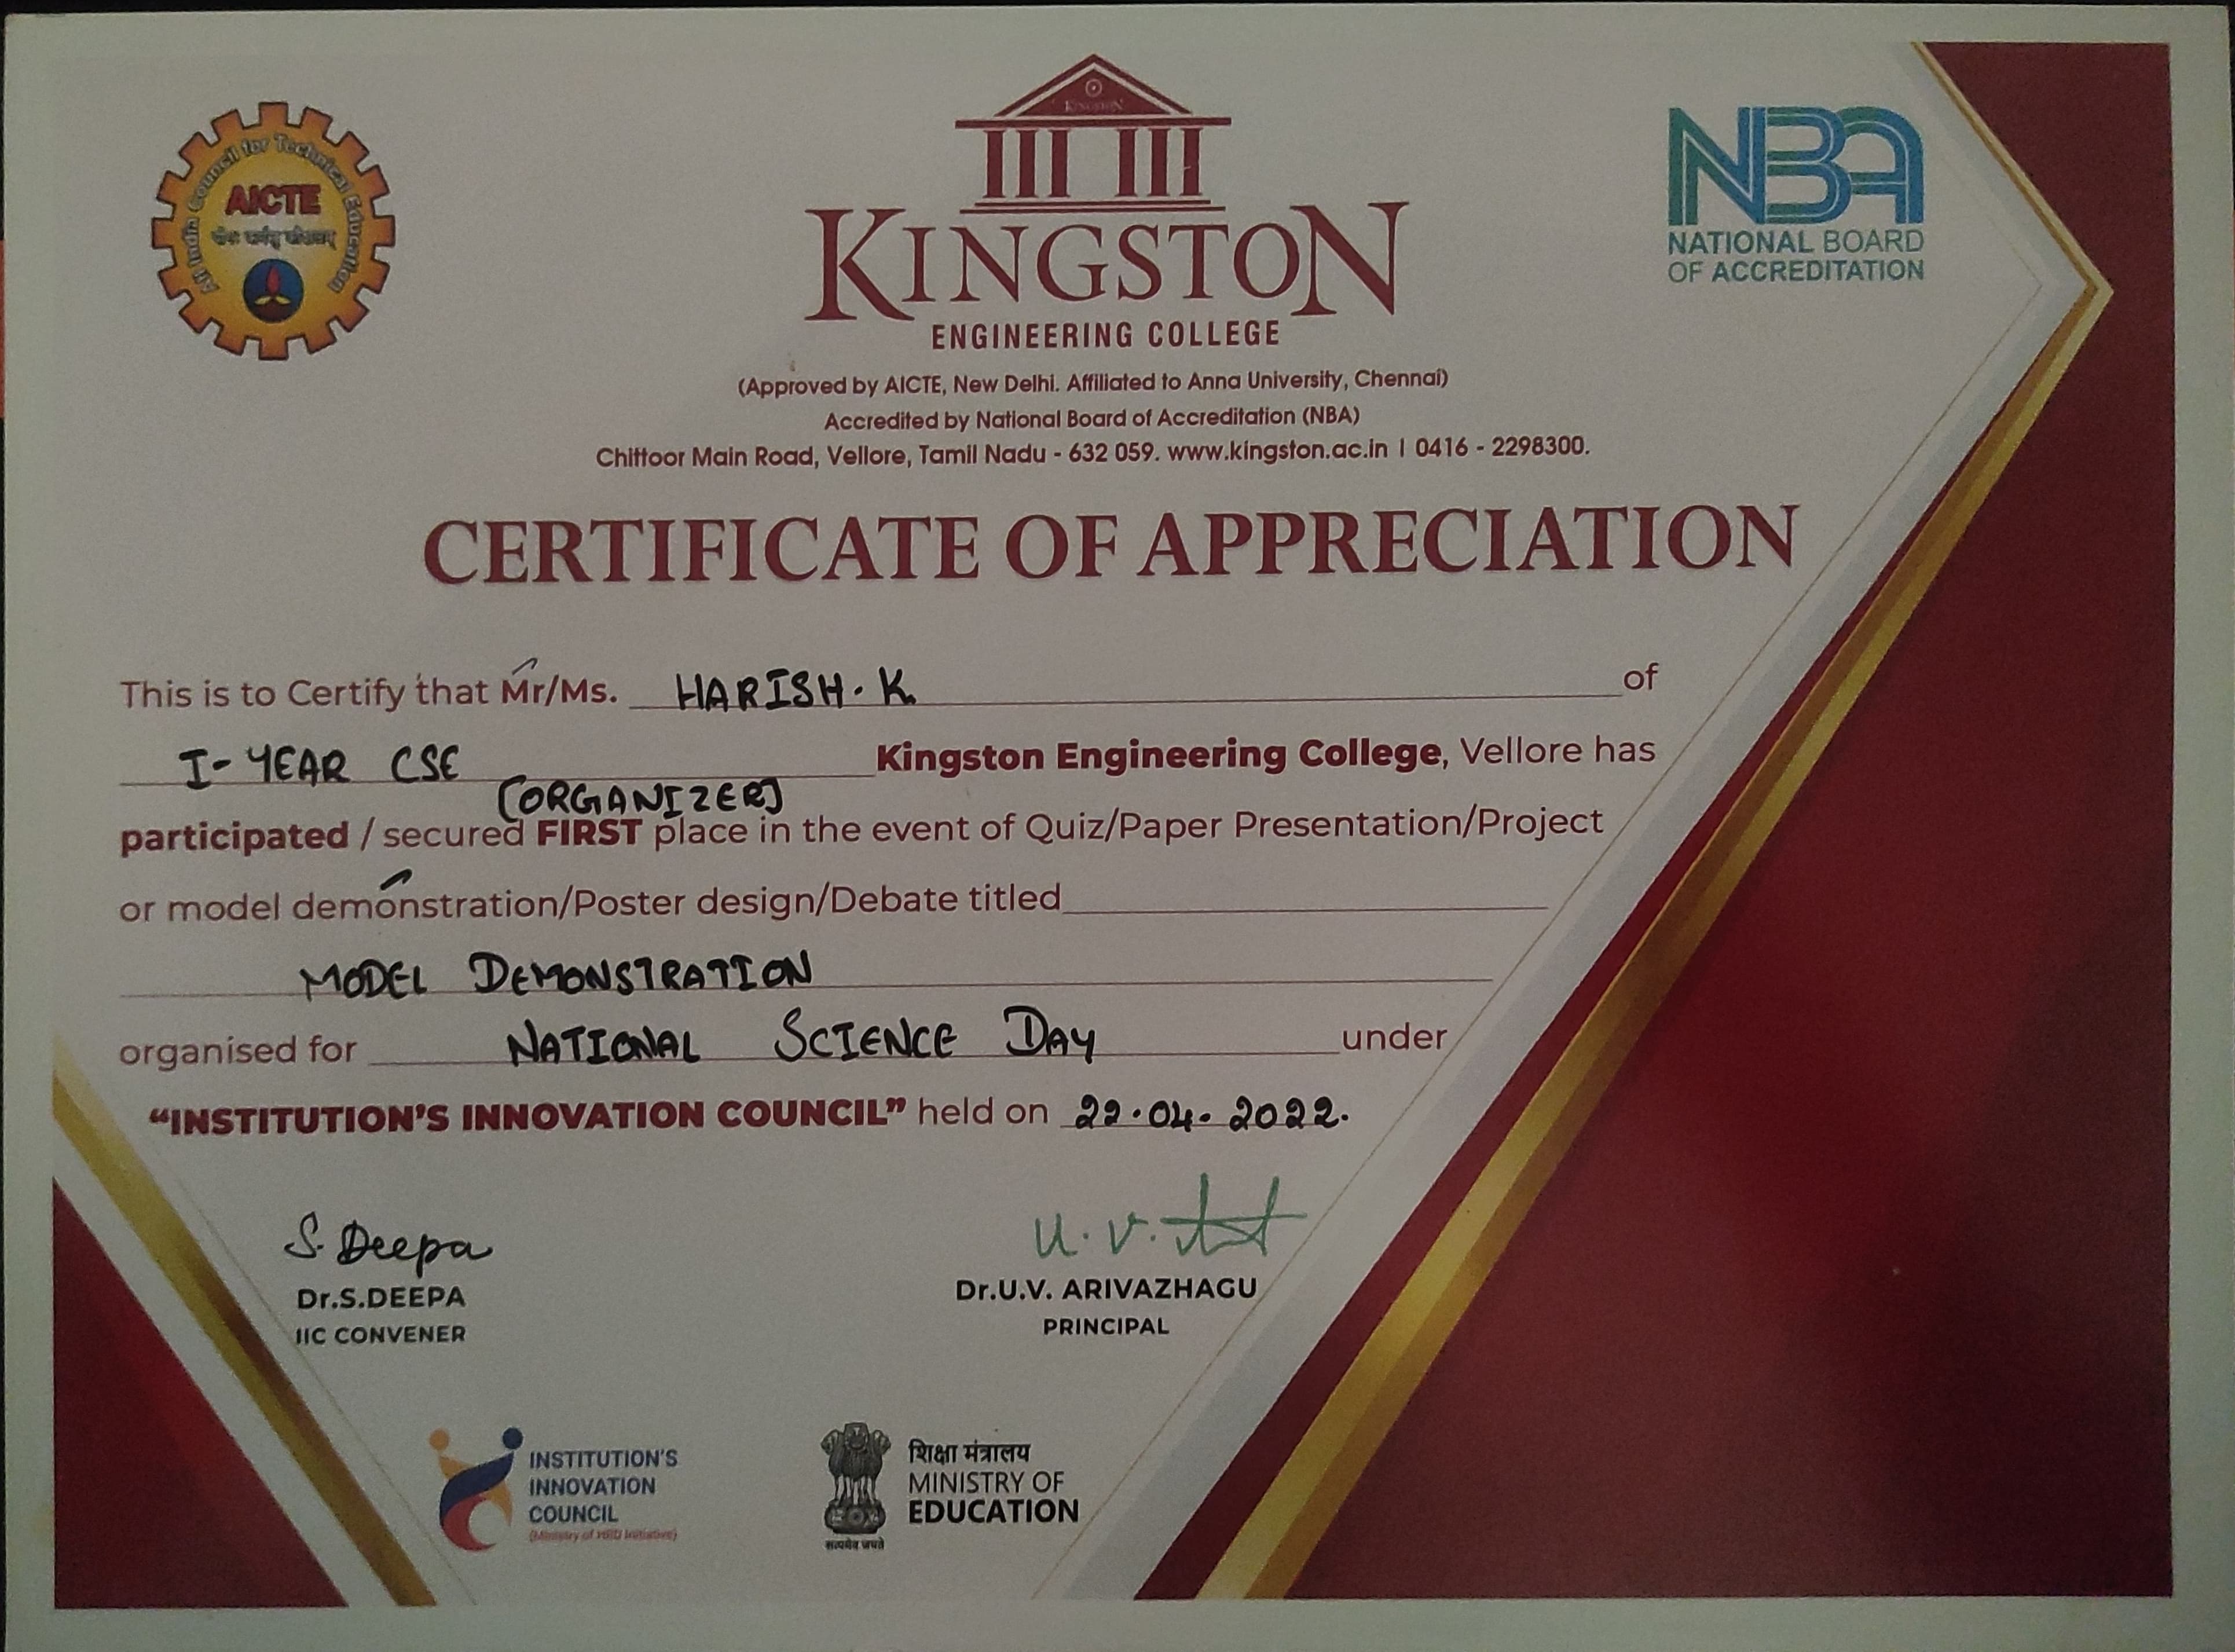 All India Council for Technical Education
AICTE
KINGSTON
KINGSTON
ENGINEERING COLLEGE
NBA
NATIONAL BOARD
OF ACCREDITATION
(Approved by AICTE, New Delhi. Affiliated to Anna University, Chennai)
Accredited by National Board of Accreditation (NBA)
Chittoor Main Road, Vellore, Tamil Nadu - 632 059. www.kingston.ac.in I 0416 - 2298300.
CERTIFICATE OF APPRECIATION
This is to Certify that Mr/Ms. HARISH. K of
I-YEAR CSE Kingston Engineering College, Vellore has
[ORGANIZER]
participated / secured FIRST place in the event of Quiz/Paper Presentation/Project
or model demonstration/Poster design/Debate titled
MODEL DEMONSTRATION
organised for NATIONAL SCIENCE DAY under
“INSTITUTION’S INNOVATION COUNCIL” held on 22.04.2022.
S. Deepa
Dr.S.DEEPA
IIC CONVENER
U.V.
Dr.U.V. ARIVAZHAGU
PRINCIPAL
INSTITUTION'S
INNOVATION
COUNCIL
(Ministry of HRD Initiative)
शिक्षा मंत्रालय
MINISTRY OF
EDUCATION
सत्यमेव जयते